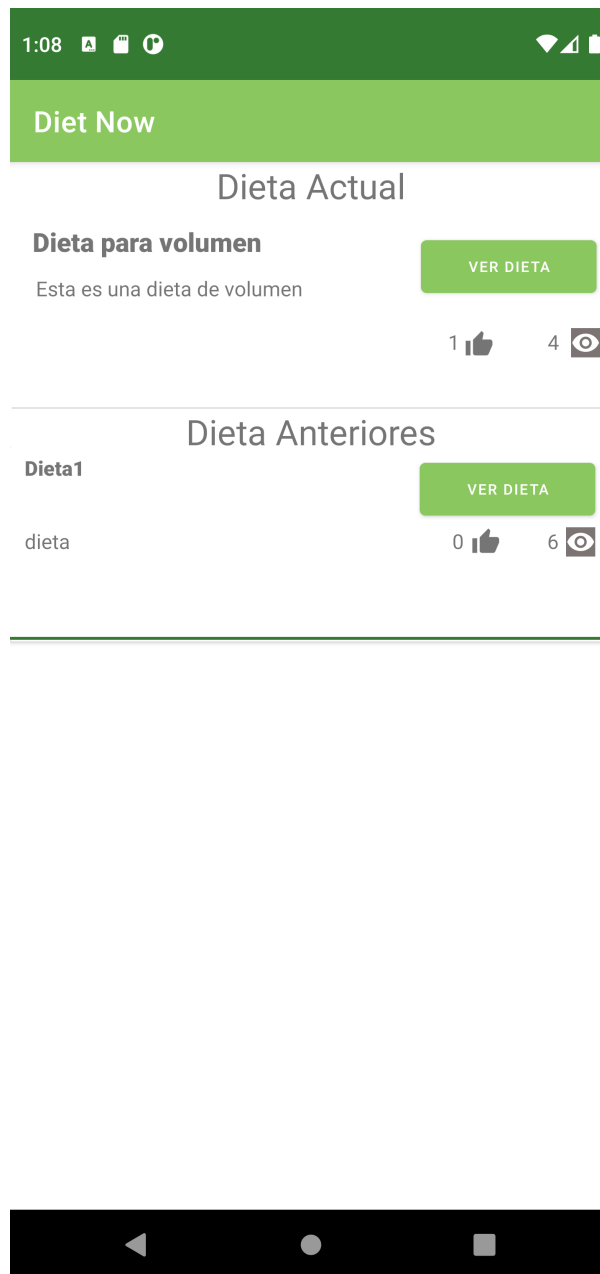 1:08
Diet Now
Dieta Actual
Dieta para volumen
VER DIETA
Esta es una dieta de volumen
1 4
Dieta Anteriores
Dieta1
VER DIETA
dieta
0 6